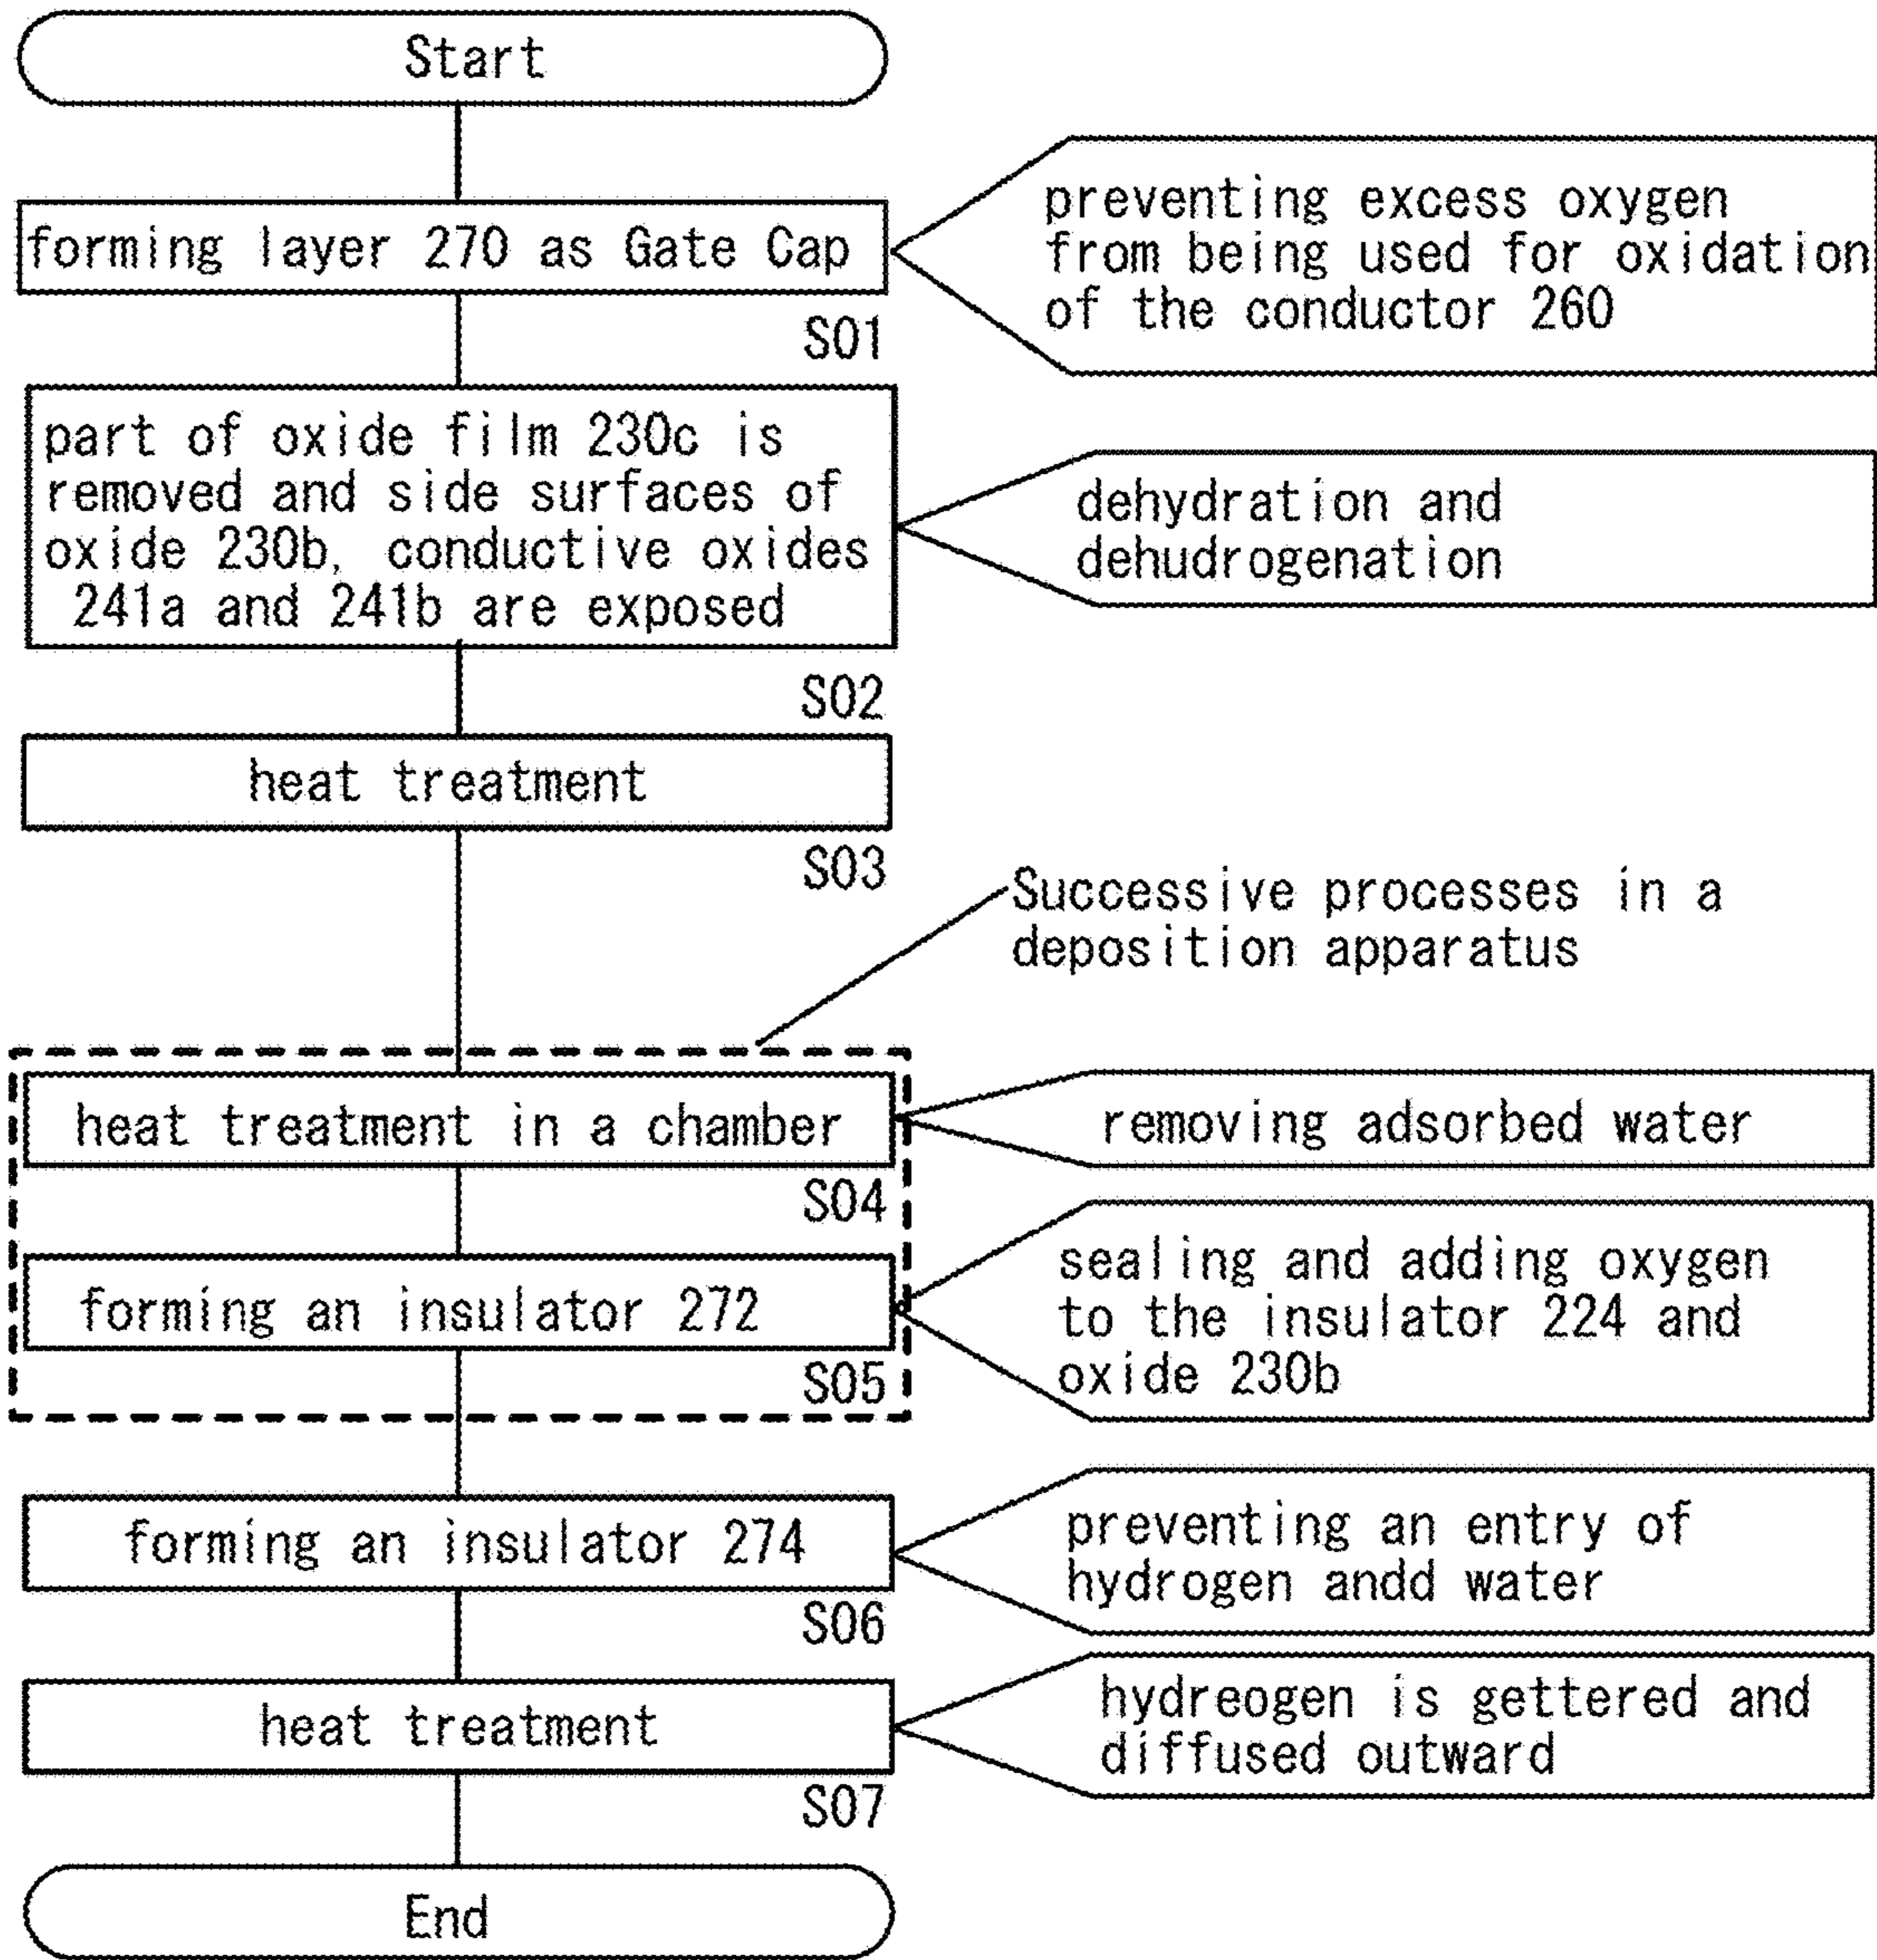 Start
forming layer 270 as Gate Cap
S01
preventing excess oxygen
from being used for oxidation
of the conductor 260
part of oxide film 230c is
removed and side surfaces of
oxide 230b, conductive oxides
241a and 241b are exposed
S02
dehydration and
dehudrogenation
heat treatment
S03
Successive processes in a
deposition apparatus
heat treatment in a chamber
S04
removing adsorbed water
forming an insulator 272
S05
sealing and adding oxygen
to the insulator 224 and
oxide 230b
forming an insulator 274
S06
preventing an entry of
hydrogen andd water
heat treatment
S07
hydreogen is gettered and
diffused outward
End